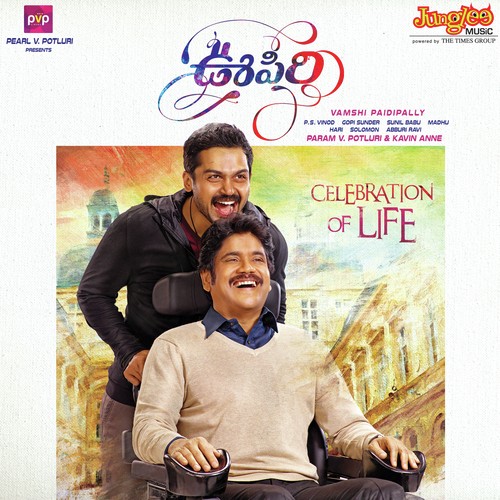 pvp
PEARL V. POTLURI
PRESENTS
Junglee
MUSIC
powered by THE TIMES GROUP
ఊపిరి
VAMSHI PAIDIPALLY
P.S. VINOD GOPI SUNDER SUNIL BABU MADHU
HARI SOLOMON ABBURI RAVI
PARAM V. POTLURI & KAVIN ANNE
CELEBRATION
OF LIFE